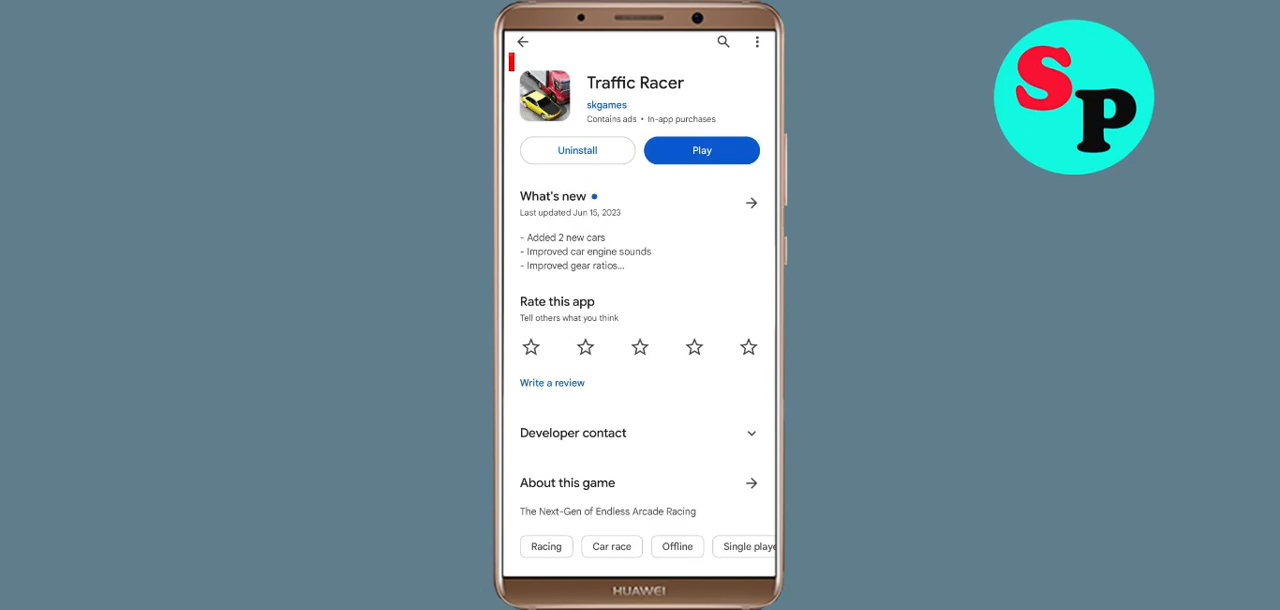 Traffic Racer
skgames
Contains ads • In-app purchases
Uninstall
Play
What's new
Last updated Jun 15, 2023
- Added 2 new cars
- Improved car engine sounds
- Improved gear ratios...
Rate this app
Tell others what you think
Write a review
Developer contact
About this game
The Next-Gen of Endless Arcade Racing
Racing
Car race
Offline
Single playe
HUAWEI
SP